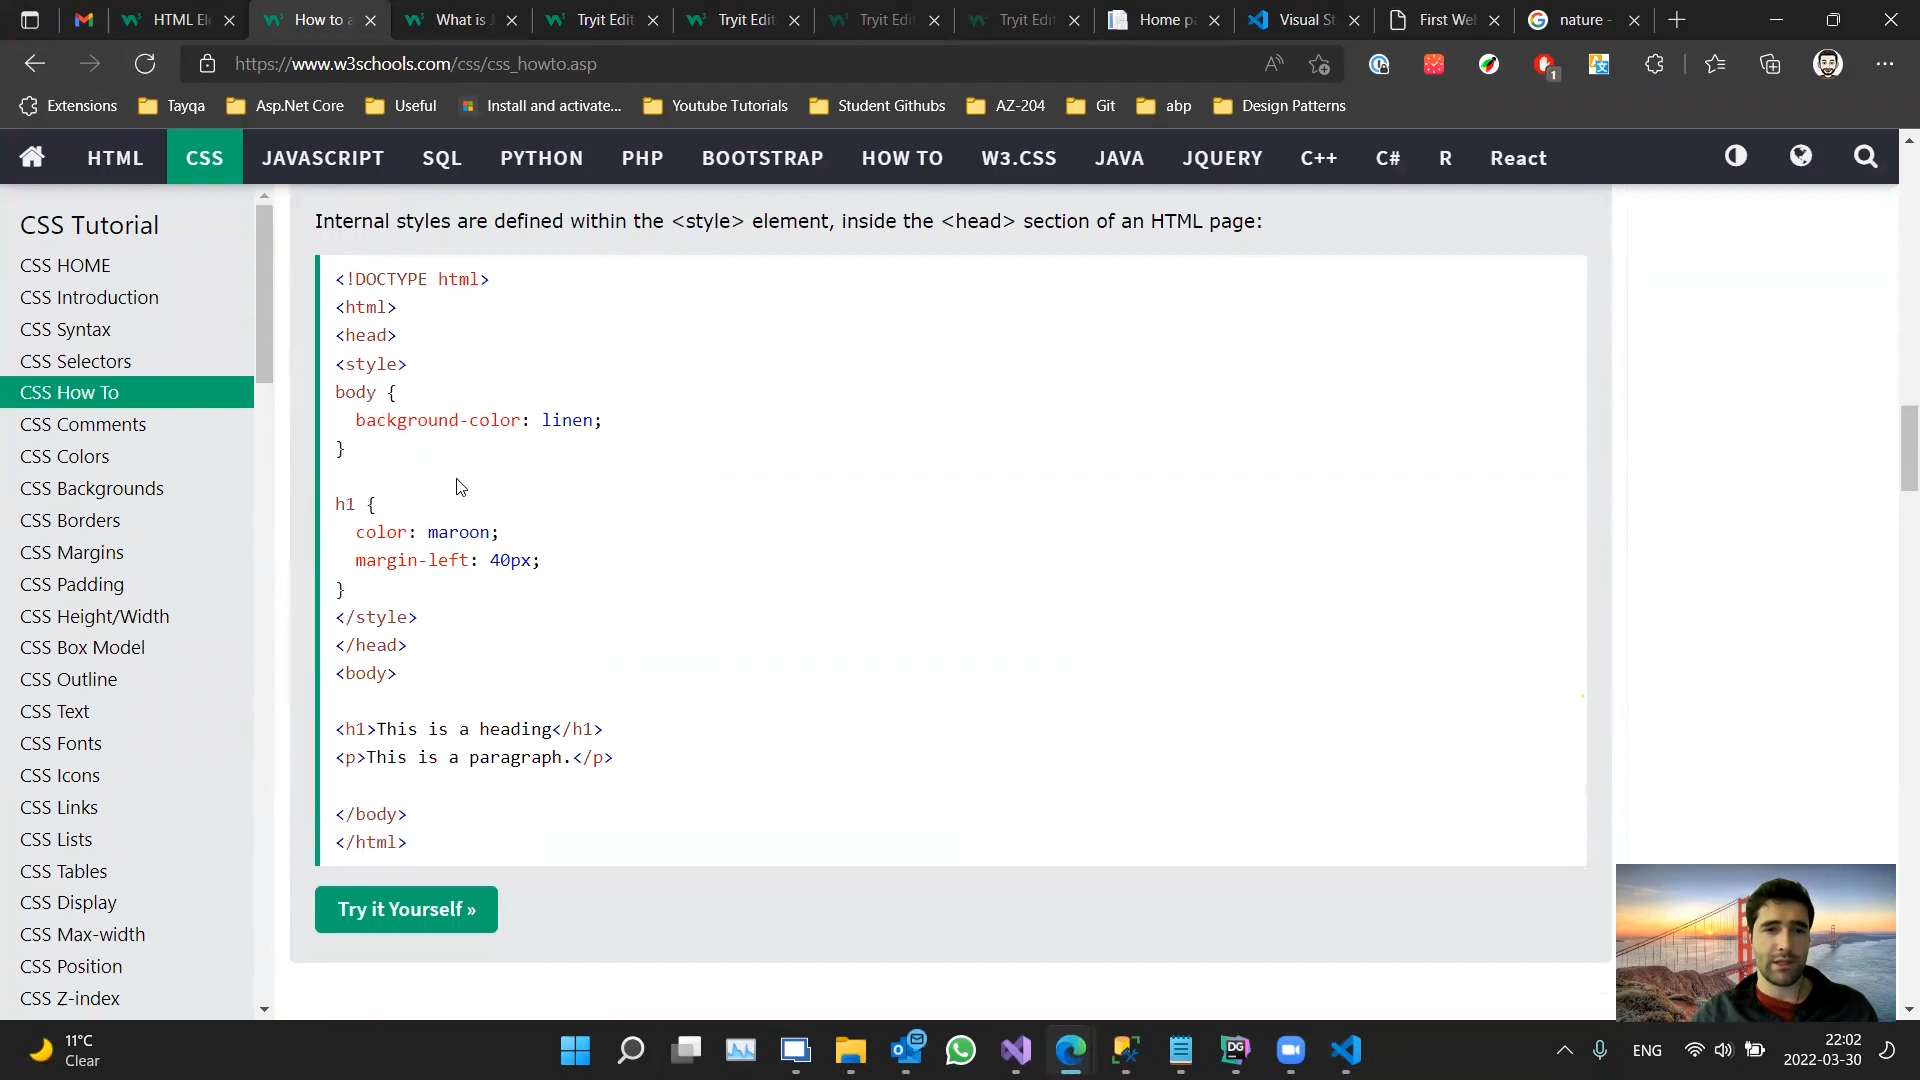 HTML El
How to a
What is J
Tryit Edit
Tryit Edit
Tryit Edit
Tryit Edit
Home p
Visual St
First We
nature -
https://www.w3schools.com/css/css_howto.asp
1
Extensions
Tayqa
Asp.Net Core
Useful
Install and activate...
Youtube Tutorials
Student Githubs
AZ-204
Git
abp
Design Patterns
HTML
CSS
JAVASCRIPT
SQL
PYTHON
PHP
BOOTSTRAP
HOW TO
W3.CSS
JAVA
JQUERY
C++
C#
R
React
CSS Tutorial
CSS HOME
CSS Introduction
CSS Syntax
CSS Selectors
CSS How To
CSS Comments
CSS Colors
CSS Backgrounds
CSS Borders
CSS Margins
CSS Padding
CSS Height/Width
CSS Box Model
CSS Outline
CSS Text
CSS Fonts
CSS Icons
CSS Links
CSS Lists
CSS Tables
CSS Display
CSS Max-width
CSS Position
CSS Z-index
Internal styles are defined within the <style> element, inside the <head> section of an HTML page:
<!DOCTYPE html>
<html>
<head>
<style>
body {
background-color: linen;
}
h1 {
color: maroon;
margin-left: 40px;
}
</style>
</head>
<body>
<h1>This is a heading</h1>
<p>This is a paragraph.</p>
</body>
</html>
Try it Yourself »
11°C
Clear
DG
ENG
22:02
2022-03-30